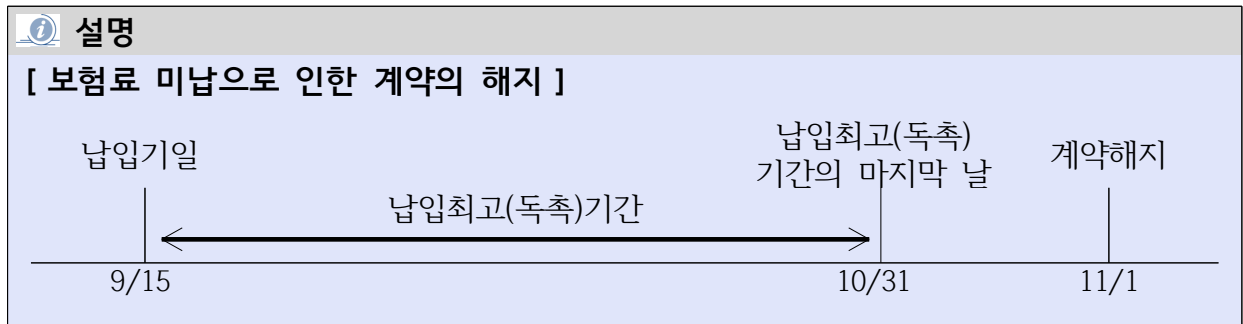 설명
[ 보험료 미납으로 인한 계약의 해지 ]
납입기일
납입최고(독촉)
기간의 마지막 날
계약해지
납입최고(독촉)기간
9/15
10/31
11/1